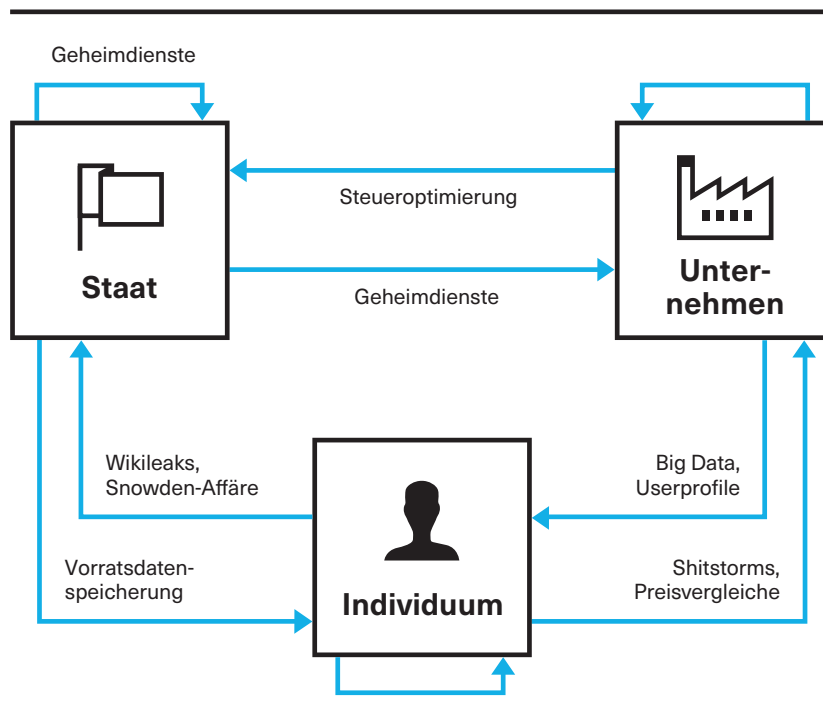 Geheimdienste
Steueroptimierung
Staat
Unter-
nehmen
Geheimdienste
Wikileaks,
Snowden-Affäre
Big Data,
Userprofile
Vorratsdaten-
speicherung
Individuum
Shitstorms,
Preisvergleiche